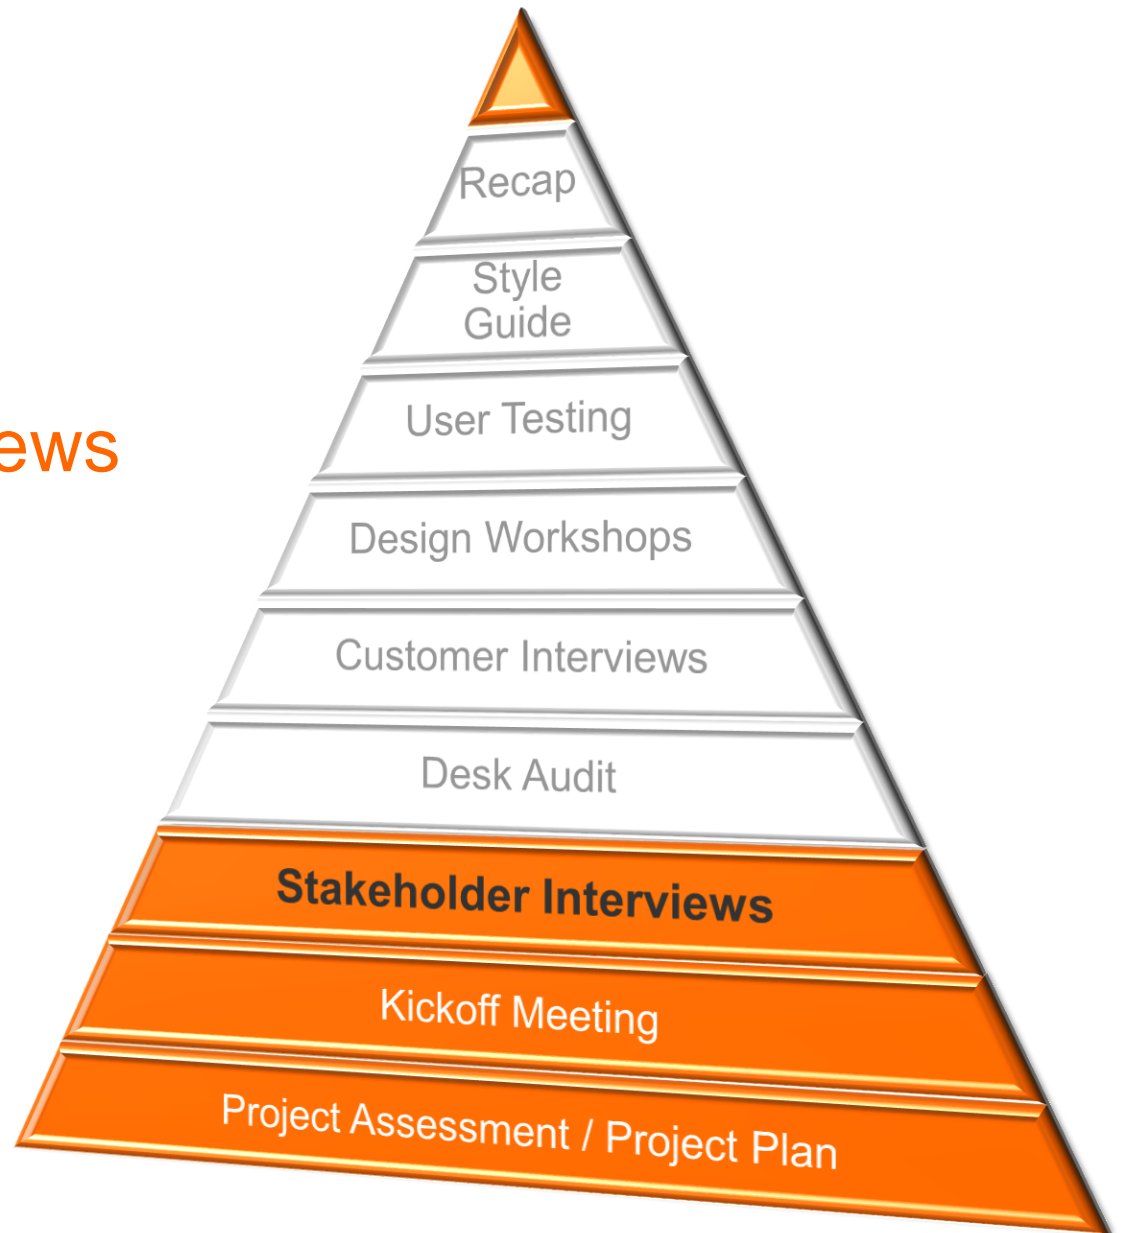 Recap
Style
Guide
User Testing
ews
Design Workshops
Customer Interviews
Desk Audit
Stakeholder Interviews
Kickoff Meeting
Project Assessment / Project Plan